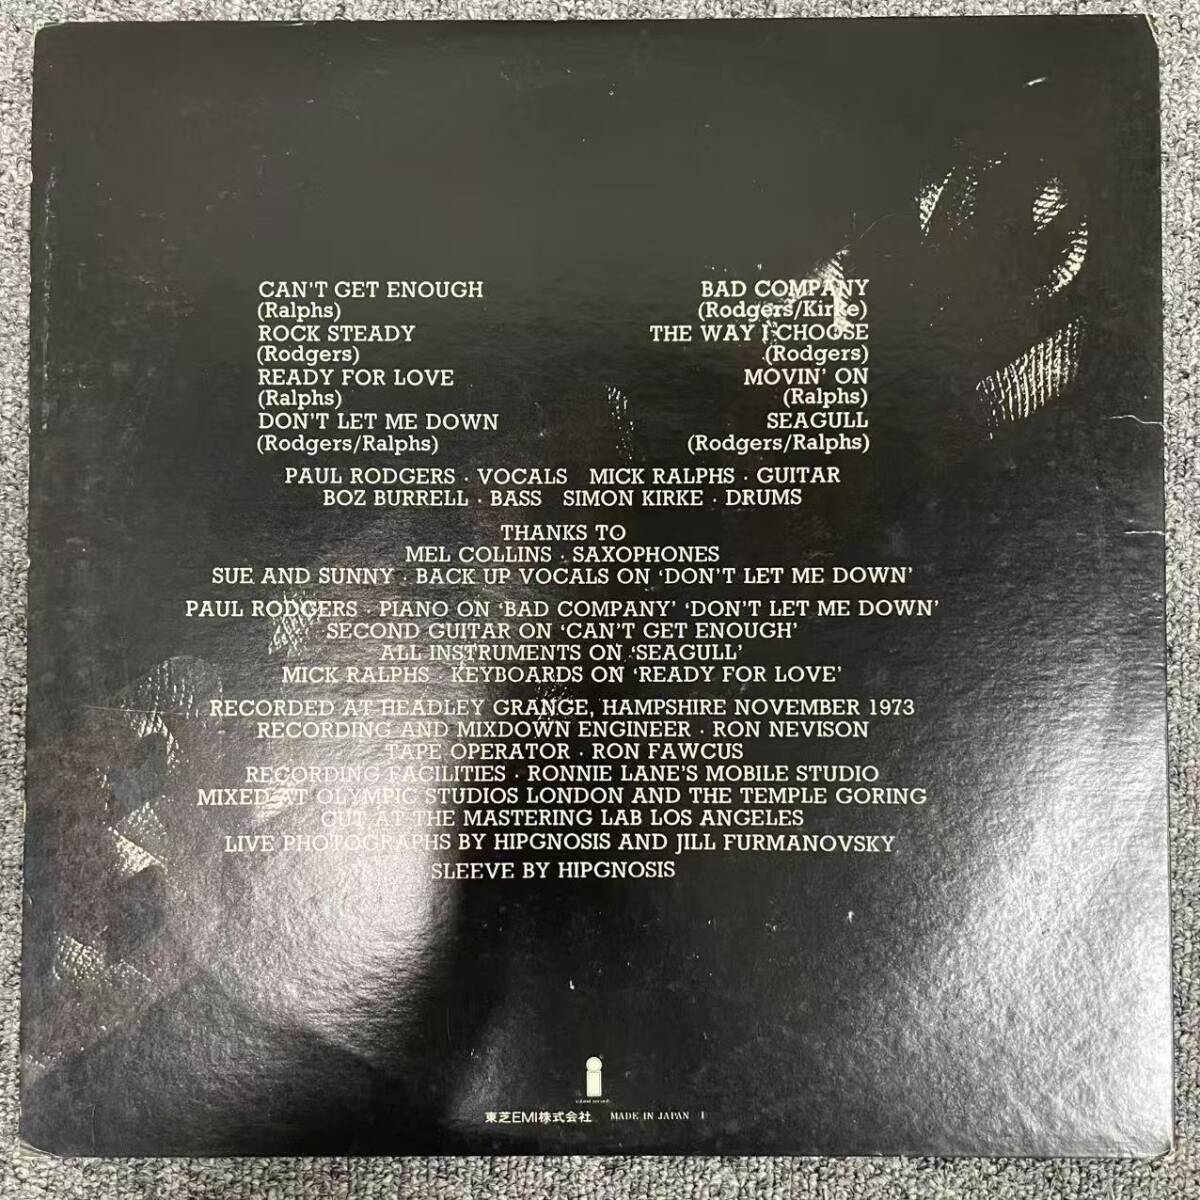 CAN'T GET ENOUGH
(Ralphs)
ROCK STEADY
(Rodgers)
READY FOR LOVE
(Ralphs)
DON'T LET ME DOWN
(Rodgers/Ralphs)
BAD COMPANY
(Rodgers/Kirke)
THE WAY I CHOOSE
(Rodgers)
MOVIN' ON
(Ralphs)
SEAGULL
(Rodgers/Ralphs)
PAUL RODGERS · VOCALS MICK RALPHS · GUITAR
BOZ BURRELL · BASS SIMON KIRKE · DRUMS
THANKS TO
MEL COLLINS · SAXOPHONES
SUE AND SUNNY · BACK UP VOCALS ON ‘DON'T LET ME DOWN’
PAUL RODGERS · PIANO ON ‘BAD COMPANY’ ‘DON'T LET ME DOWN’
SECOND GUITAR ON ‘CAN'T GET ENOUGH’
ALL INSTRUMENTS ON ‘SEAGULL’
MICK RALPHS · KEYBOARDS ON ‘READY FOR LOVE’
RECORDED AT HEADLEY GRANGE, HAMPSHIRE NOVEMBER 1973
RECORDING AND MIXDOWN ENGINEER · RON NEVISON
TAPE OPERATOR · RON FAWCUS
RECORDING FACILITIES · RONNIE LANE'S MOBILE STUDIO
MIXED AT OLYMPIC STUDIOS LONDON AND THE TEMPLE GORING
CUT AT THE MASTERING LAB LOS ANGELES
LIVE PHOTOGRAPHS BY HIPGNOSIS AND JILL FURMANOVSKY
SLEEVE BY HIPGNOSIS
i
island records
東芝EMI株式会社 MADE IN JAPAN I